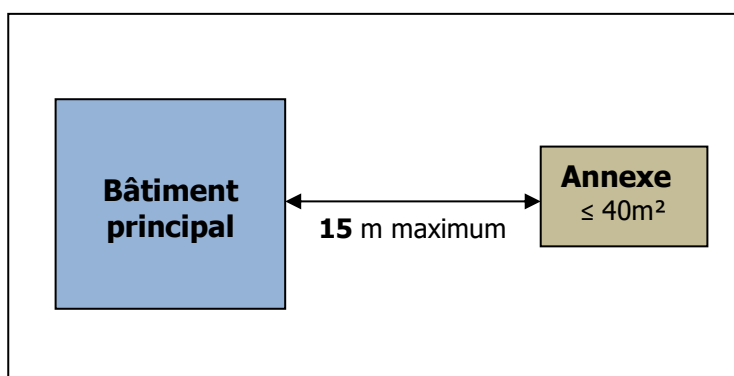 Bâtiment
principal
15 m maximum
Annexe
≤ 40m²